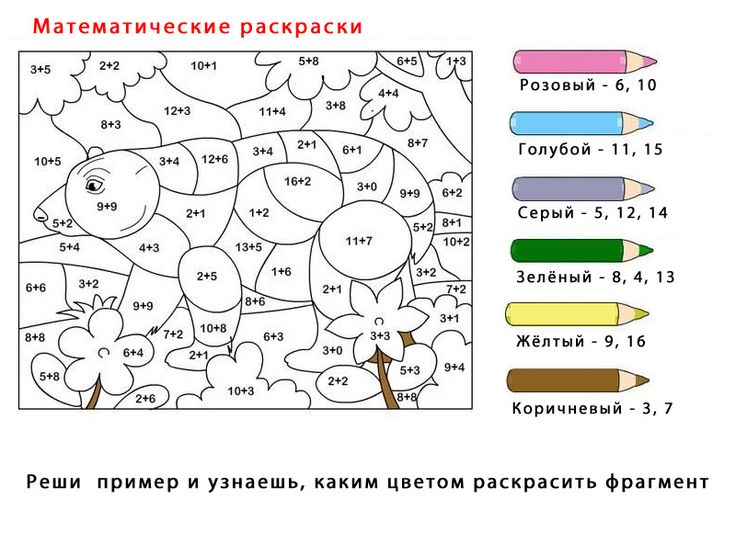 Математические раскраски
3+5 2+2 10+1 5+8 6+5 1+3
4+4
8+3 12+3 11+4 3+8
10+5 3+4 12+6 3+4 2+1 6+1 8+7
16+2 3+0 9+9 6+2
9+9 2+1 1+2
5+2 5+2 8+1
5+4 4+3 13+5 11+7 10+2
2+5 1+6 3+2
6+6 3+2 2+1 7+2
9+9 8+6 3+1
8+8 7+2 10+8 6+3 3+3
6+4 2+1 3+0 9+4
5+8 2+2 5+3
2+6 10+3 8+8
Розовый - 6, 10
Голубой - 11, 15
Серый - 5, 12, 14
Зелёный - 8, 4, 13
Жёлтый - 9, 16
Коричневый - 3, 7
Реши пример и узнаешь, каким цветом раскрасить фрагмент